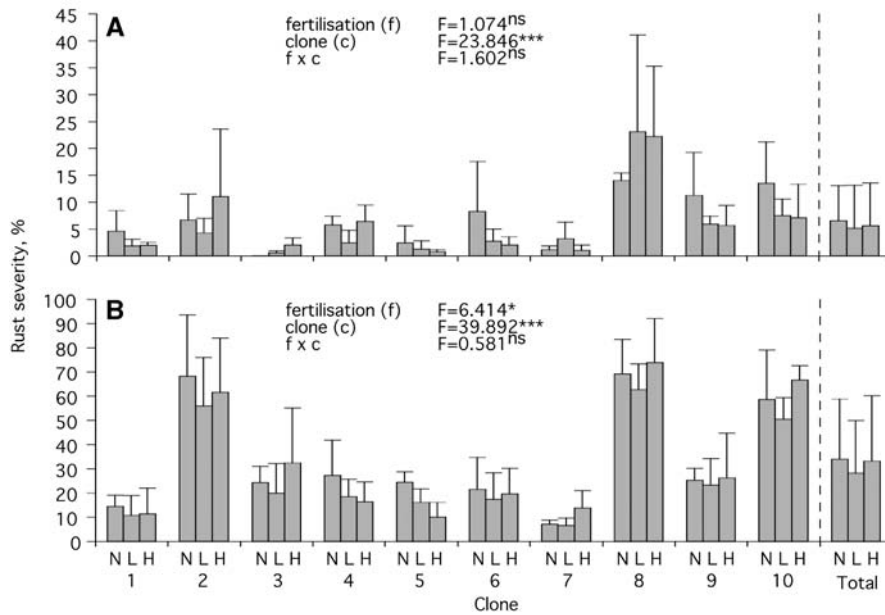 A
fertilisation (f) F=1.074ns
clone (c) F=23.846***
f x c F=1.602ns
45
40
35
30
25
20
15
10
5
0
B
fertilisation (f) F=6.414*
clone (c) F=39.892***
f x c F=0.581ns
100
90
80
70
60
50
40
30
20
10
0
Rust severity, %
N L H N L H N L H N L H N L H N L H N L H N L H N L H N L H N L H
1 2 3 4 5 6 7 8 9 10 Total
Clone